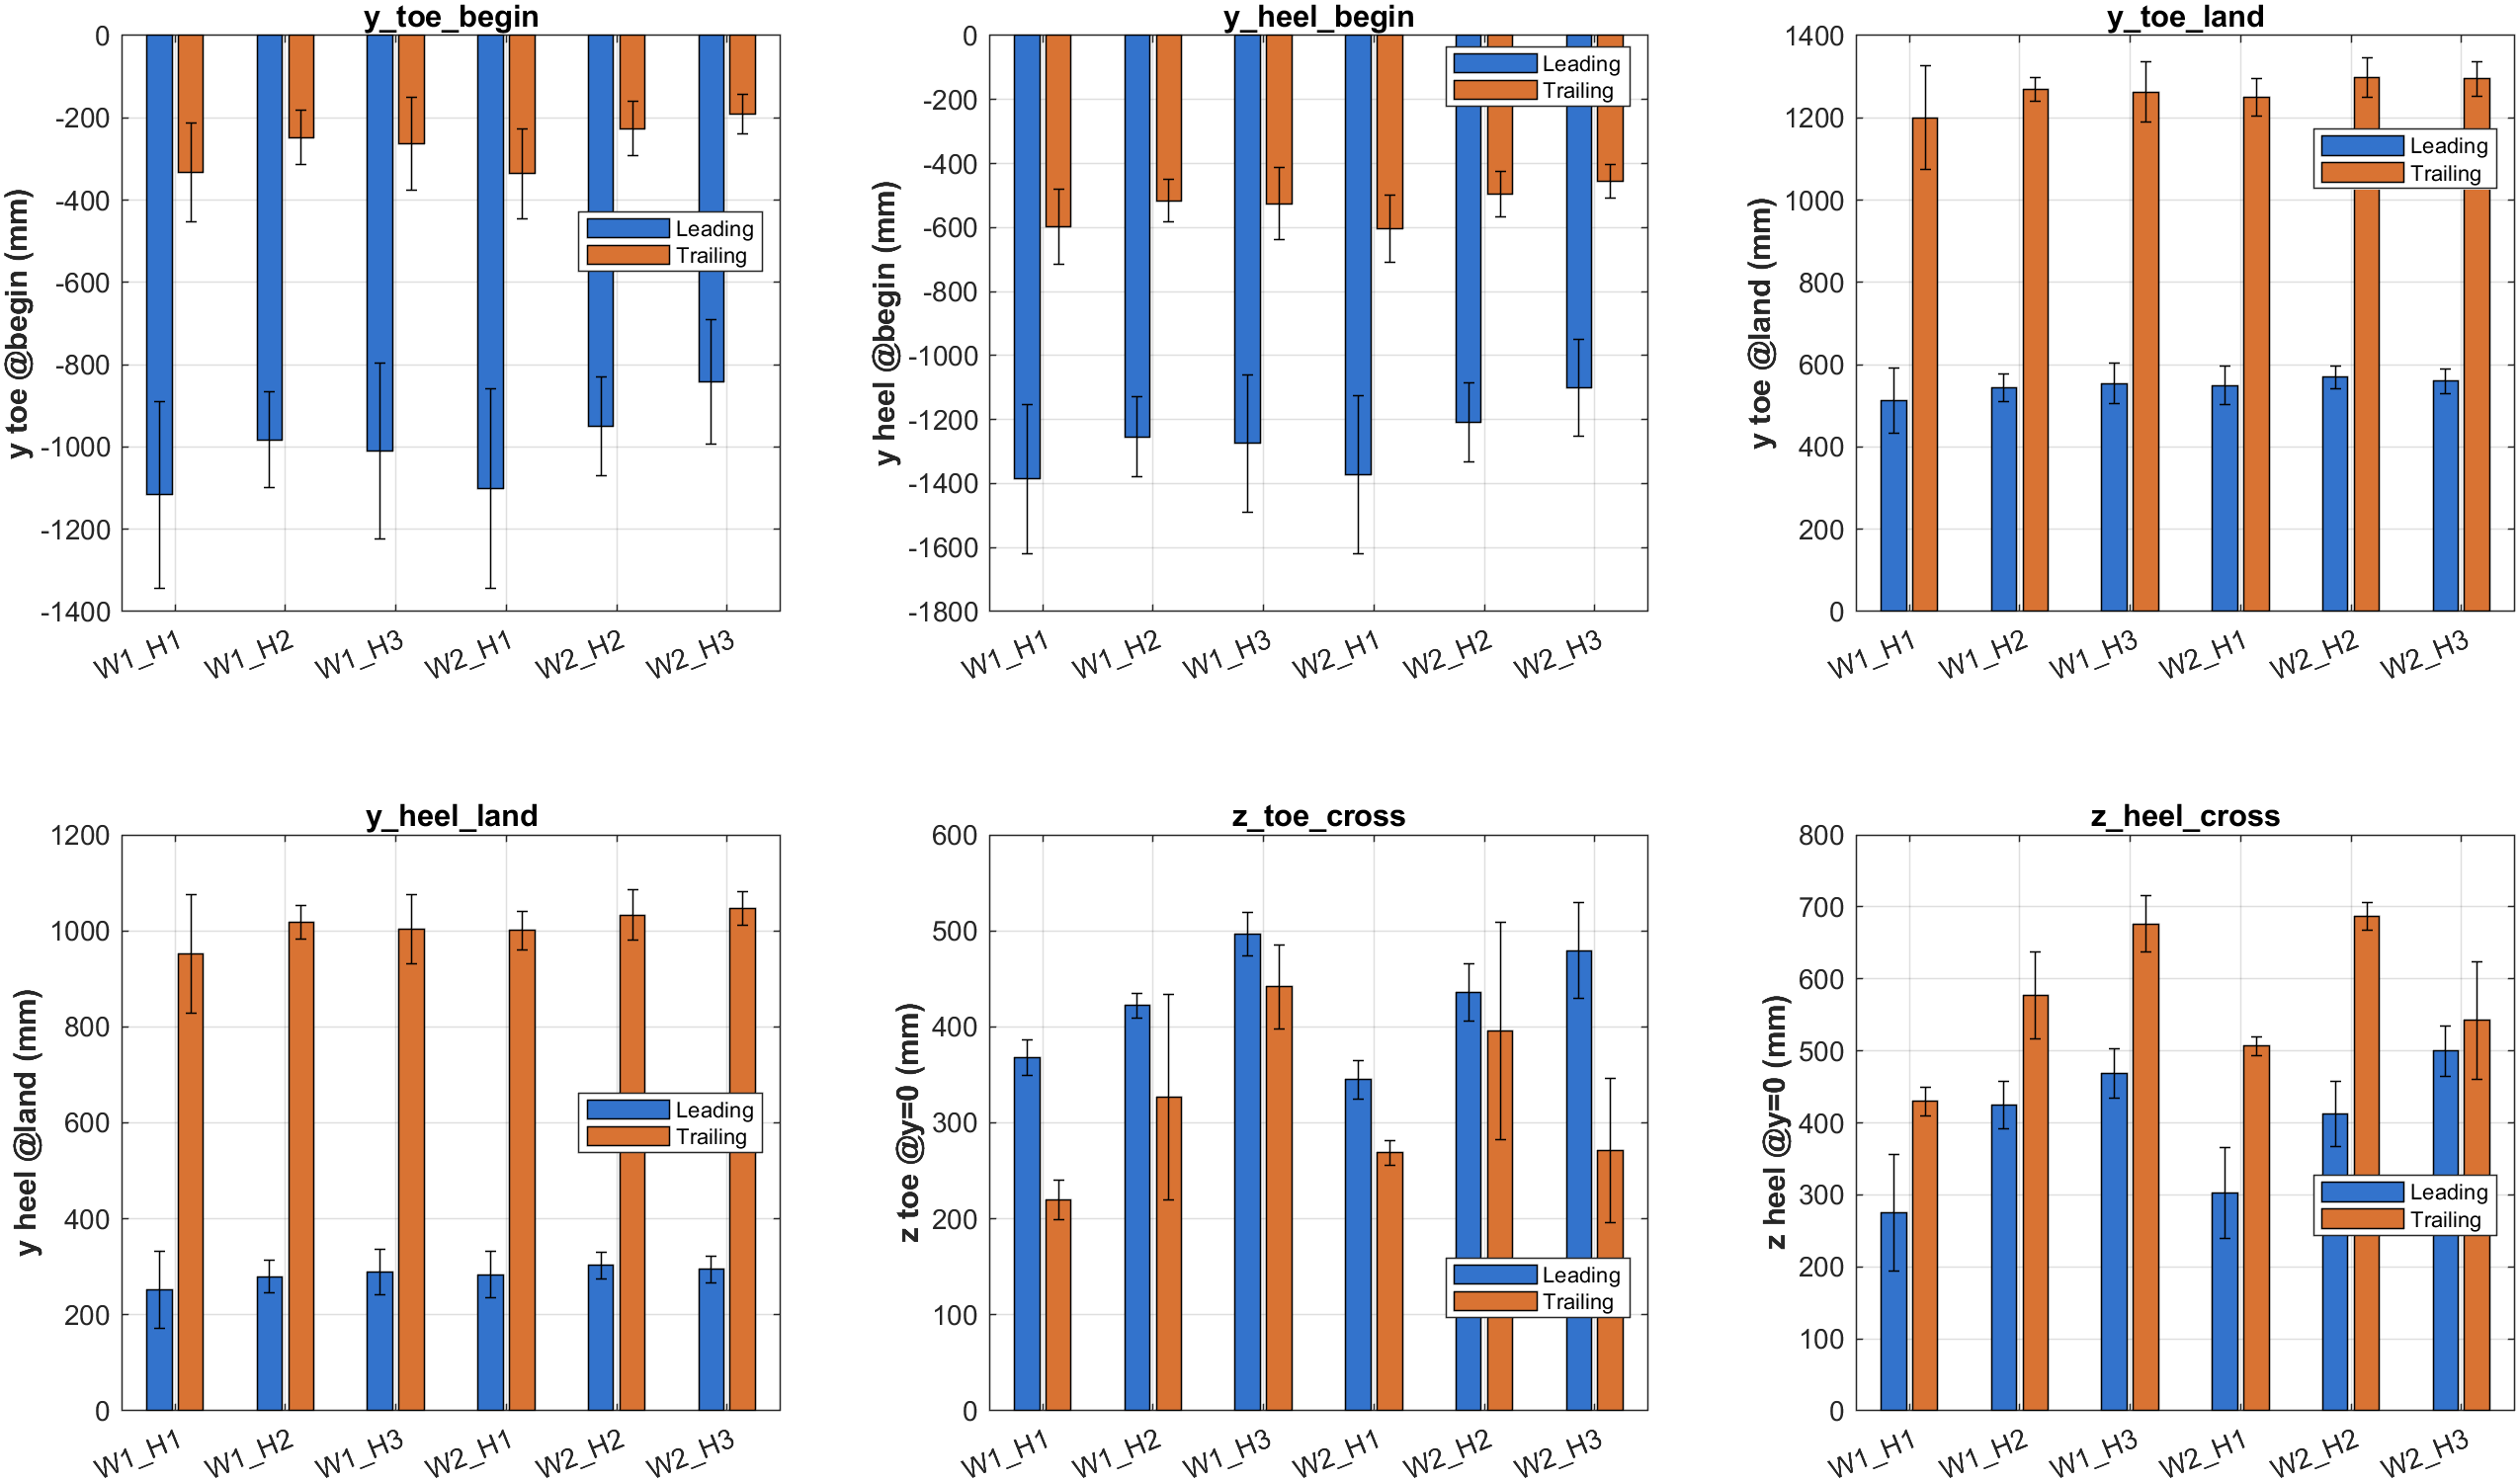 y_toe_begin
y toe @begin (mm)
0
-200
-400
-600
-800
-1000
-1200
-1400
W1_H1
W1_H2
W1_H3
W2_H1
W2_H2
W2_H3
Leading
Trailing
y_heel_begin
y heel @begin (mm)
0
-200
-400
-600
-800
-1000
-1200
-1400
-1600
-1800
W1_H1
W1_H2
W1_H3
W2_H1
W2_H2
W2_H3
Leading
Trailing
y_toe_land
y toe @land (mm)
1400
1200
1000
800
600
400
200
0
W1_H1
W1_H2
W1_H3
W2_H1
W2_H2
W2_H3
Leading
Trailing
y_heel_land
y heel @land (mm)
1200
1000
800
600
400
200
0
W1_H1
W1_H2
W1_H3
W2_H1
W2_H2
W2_H3
Leading
Trailing
z_toe_cross
z toe @y=0 (mm)
600
500
400
300
200
100
0
W1_H1
W1_H2
W1_H3
W2_H1
W2_H2
W2_H3
Leading
Trailing
z_heel_cross
z heel @y=0 (mm)
800
700
600
500
400
300
200
100
0
W1_H1
W1_H2
W1_H3
W2_H1
W2_H2
W2_H3
Leading
Trailing